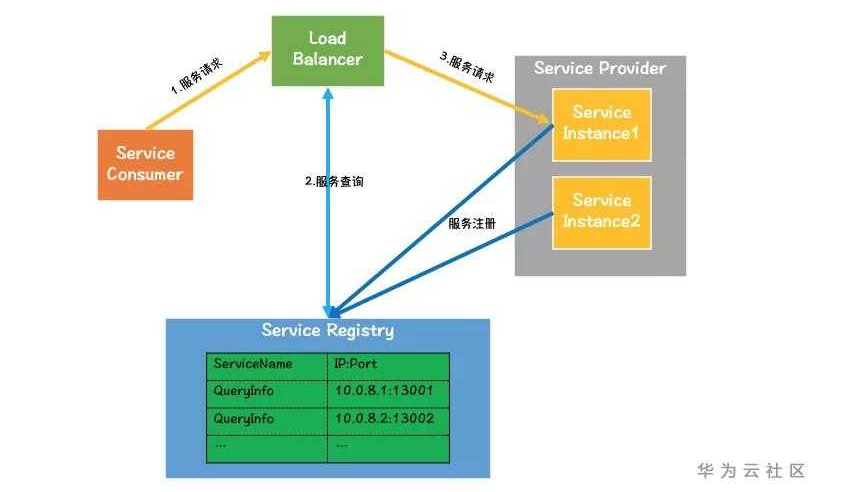 Load
Balancer
1.服务请求
3.服务请求
Service Provider
Service
Instance1
Service
Consumer
2.服务查询
Service
Instance2
服务注册
Service Registry
ServiceName IP:Port
QueryInfo 10.0.8.1:13001
QueryInfo 10.0.8.2:13002
... ...
华为云社区